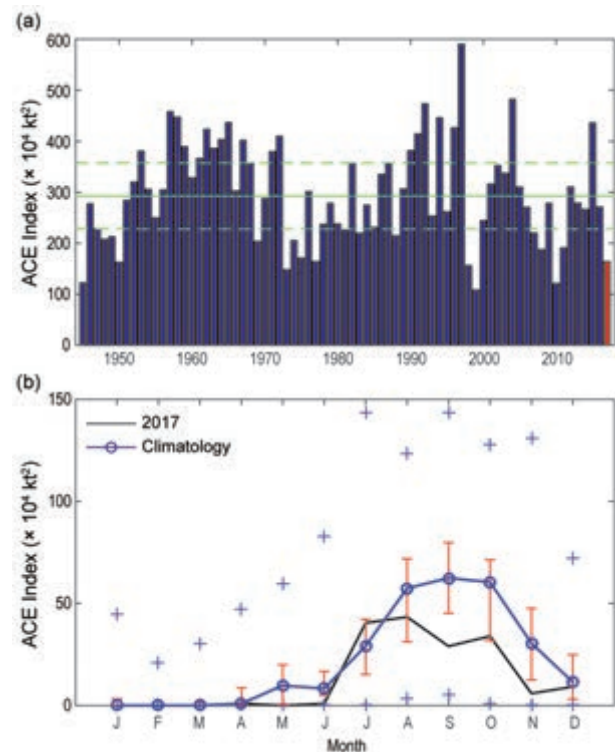 (a)
ACE Index (× 10⁴ kt²)
600
500
400
300
200
100
0
1950 1960 1970 1980 1990 2000 2010
(b)
ACE Index (× 10⁴ kt²)
150
100
50
0
2017
Climatology
J F M A M J J A S O N D
Month